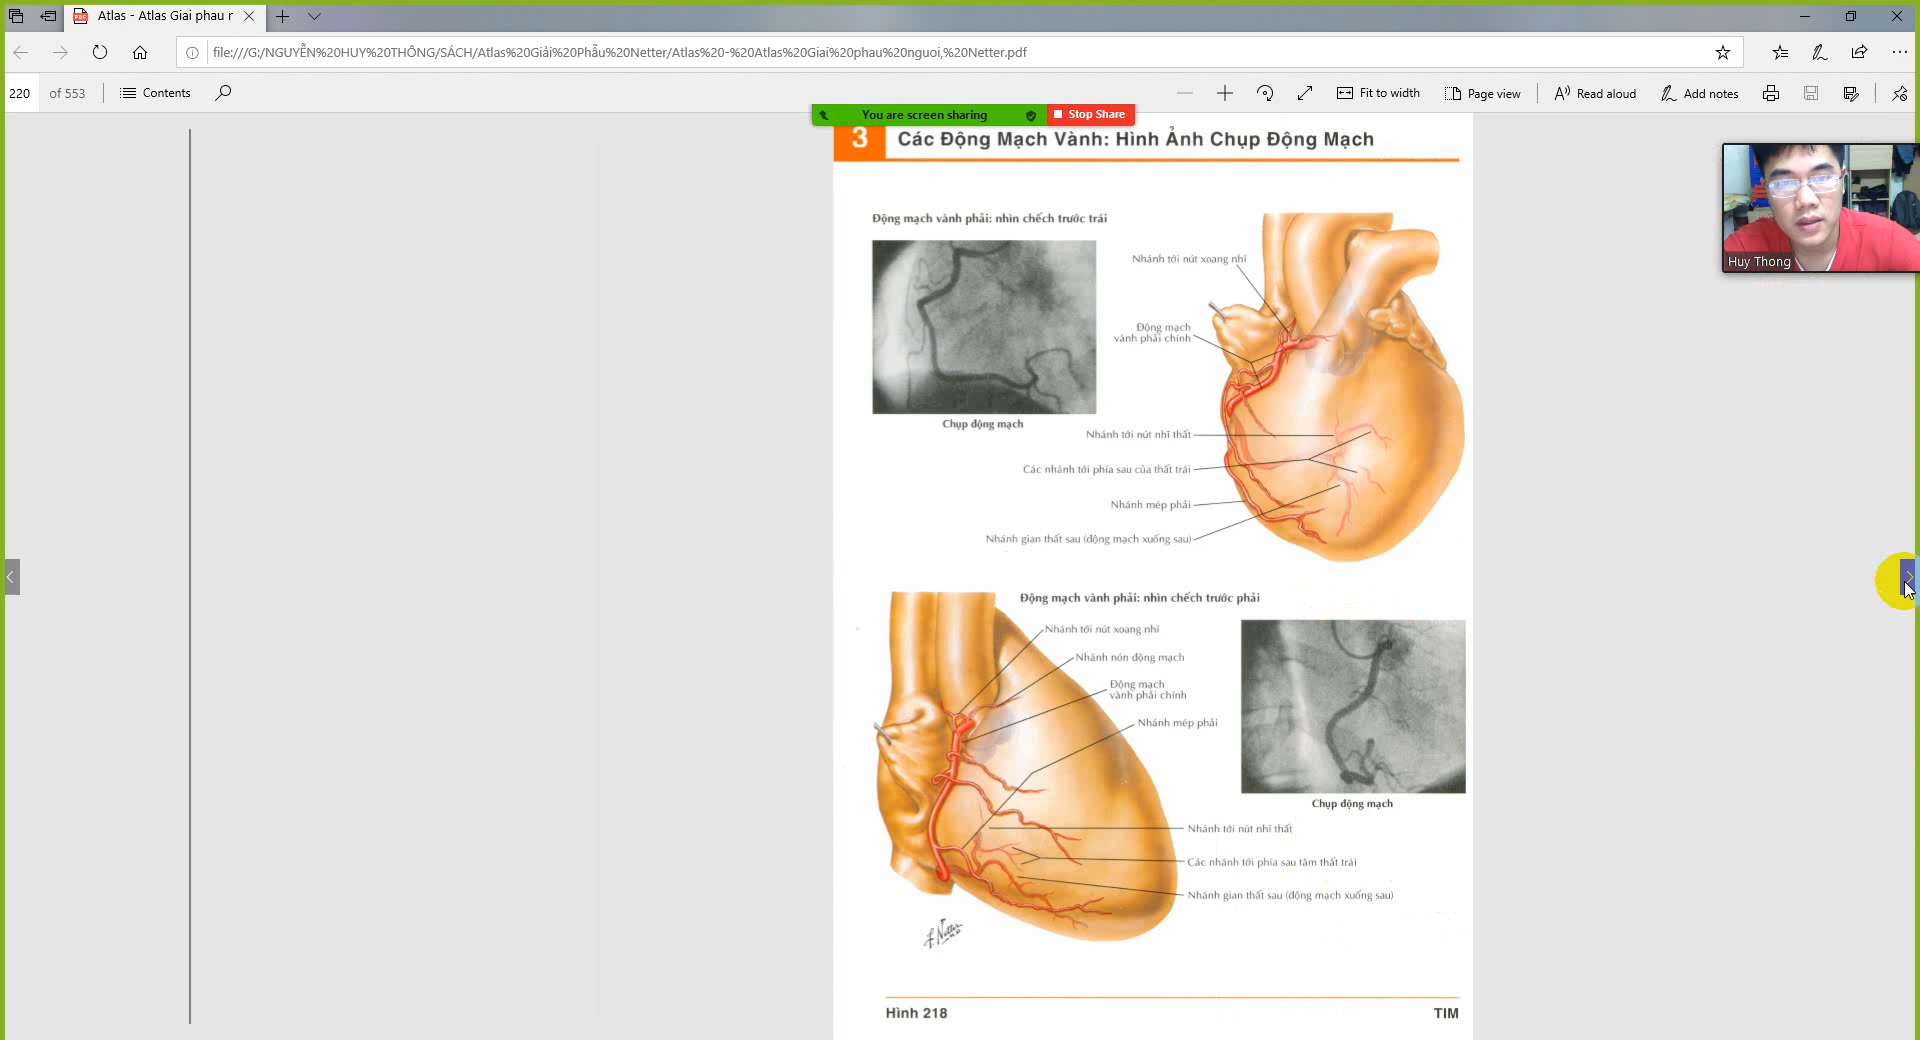 Atlas - Atlas Giai phau r
file:///G:/NGUYỄN%20HUY%20THÔNG/SÁCH/Atlas%20Giải%20Phẫu%20Netter/Atlas%20-%20Atlas%20Giai%20phau%20nguoi,%20Netter.pdf
220 of 553 Contents Fit to width Page view Read aloud Add notes
You are screen sharing Stop Share
3 Các Động Mạch Vành: Hình Ảnh Chụp Động Mạch
Động mạch vành phải: nhìn chếch trước trái
Nhánh tới nút xoang nhĩ
Động mạch
vành phải chính
Chụp động mạch
Nhánh tới nút nhĩ thất
Các nhánh tới phía sau của thất trái
Nhánh mép phải
Nhánh gian thất sau (động mạch xuống sau)
Động mạch vành phải: nhìn chếch trước phải
Nhánh tới nút xoang nhĩ
Nhánh nón động mạch
Động mạch
vành phải chính
Nhánh mép phải
Chụp động mạch
Nhánh tới nút nhĩ thất
Các nhánh tới phía sau tâm thất trái
Nhánh gian thất sau (động mạch xuống sau)
F. Netter
Hình 218
TIM
Huy Thong